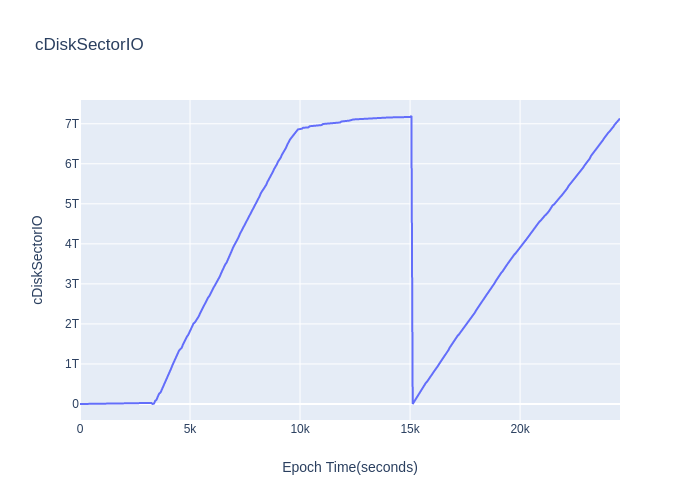 cDiskSectorIO
7T
6T
5T
4T
3T
2T
1T
0
cDiskSectorIO
0 5k 10k 15k 20k
Epoch Time(seconds)